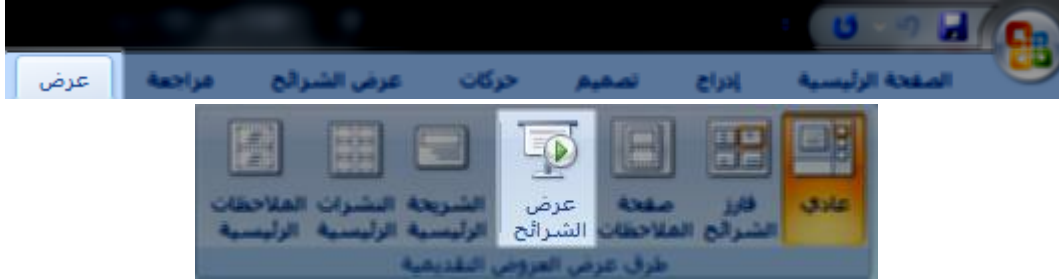 الصفحة الرئيسية إدراج تصميم حركات عرض الشرائح مراجعة عرض
عادي فارز صفحة عرض الشريحة النشرات الملاحظات
الشرائح الملاحظات الشرائح الرئيسية الرئيسية الرئيسية
طرق عرض العروض التقديمية